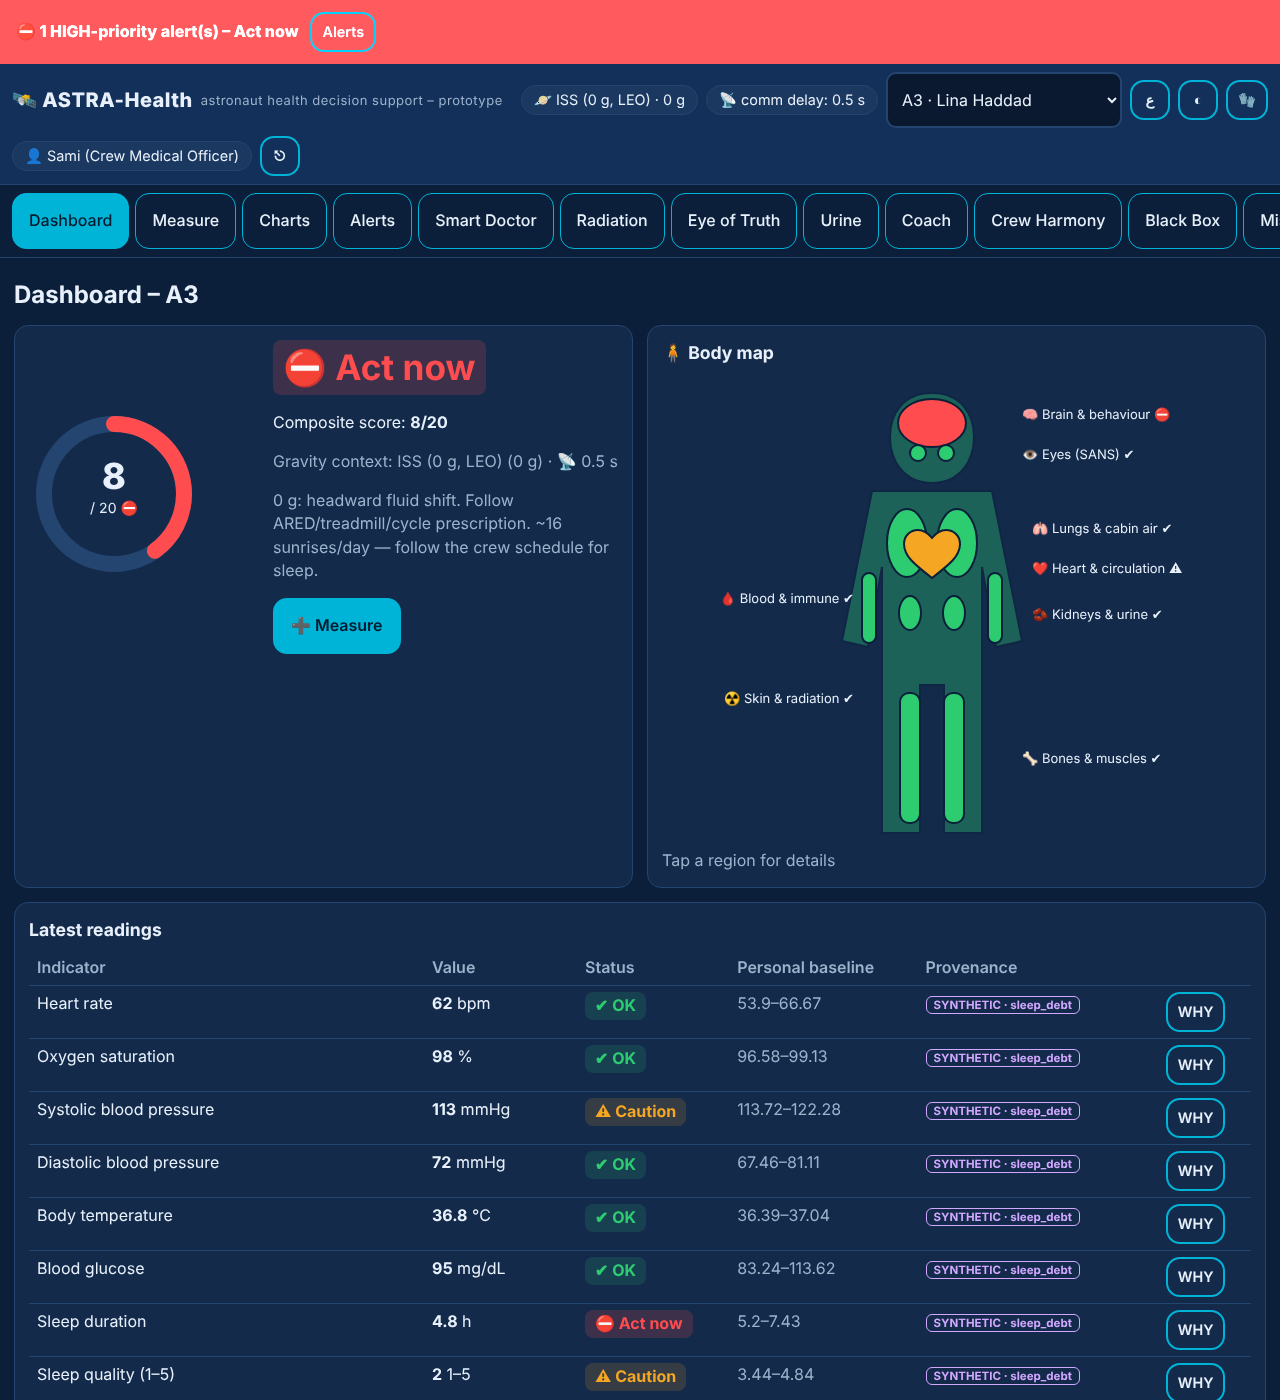 ⛔ 1 HIGH-priority alert(s) – Act now Alerts
🛰️ ASTRA-Health astronaut health decision support – prototype 🪐 ISS (0 g, LEO) · 0 g 📡 comm delay: 0.5 s A3 · Lina Haddad ع ◐ 🧤
👤 Sami (Crew Medical Officer) ⎋
Dashboard Measure Charts Alerts Smart Doctor Radiation Eye of Truth Urine Coach Crew Harmony Black Box Mi
Dashboard – A3
⛔ Act now
Composite score: 8/20
8
/ 20 ⛔
Gravity context: ISS (0 g, LEO) (0 g) · 📡 0.5 s
0 g: headward fluid shift. Follow
ARED/treadmill/cycle prescription. ~16
sunrises/day — follow the crew schedule for
sleep.
➕ Measure
🧍 Body map
🧠 Brain & behaviour ⛔
👁️ Eyes (SANS) ✔
🫁 Lungs & cabin air ✔
❤️ Heart & circulation ⚠
🩸 Blood & immune ✔
🫘 Kidneys & urine ✔
☢️ Skin & radiation ✔
🦴 Bones & muscles ✔
Tap a region for details
Latest readings
Indicator Value Status Personal baseline Provenance
Heart rate 62 bpm ✔ OK 53.9–66.67 SYNTHETIC · sleep_debt WHY
Oxygen saturation 98 % ✔ OK 96.58–99.13 SYNTHETIC · sleep_debt WHY
Systolic blood pressure 113 mmHg ⚠ Caution 113.72–122.28 SYNTHETIC · sleep_debt WHY
Diastolic blood pressure 72 mmHg ✔ OK 67.46–81.11 SYNTHETIC · sleep_debt WHY
Body temperature 36.8 °C ✔ OK 36.39–37.04 SYNTHETIC · sleep_debt WHY
Blood glucose 95 mg/dL ✔ OK 83.24–113.62 SYNTHETIC · sleep_debt WHY
Sleep duration 4.8 h ⛔ Act now 5.2–7.43 SYNTHETIC · sleep_debt WHY
Sleep quality (1–5) 2 1–5 ⚠ Caution 3.44–4.84 SYNTHETIC · sleep_debt WHY